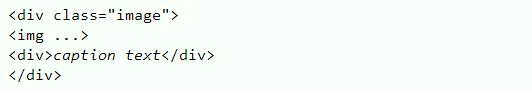 <div class="image">
<img ...>
<div>caption text</div>
</div>